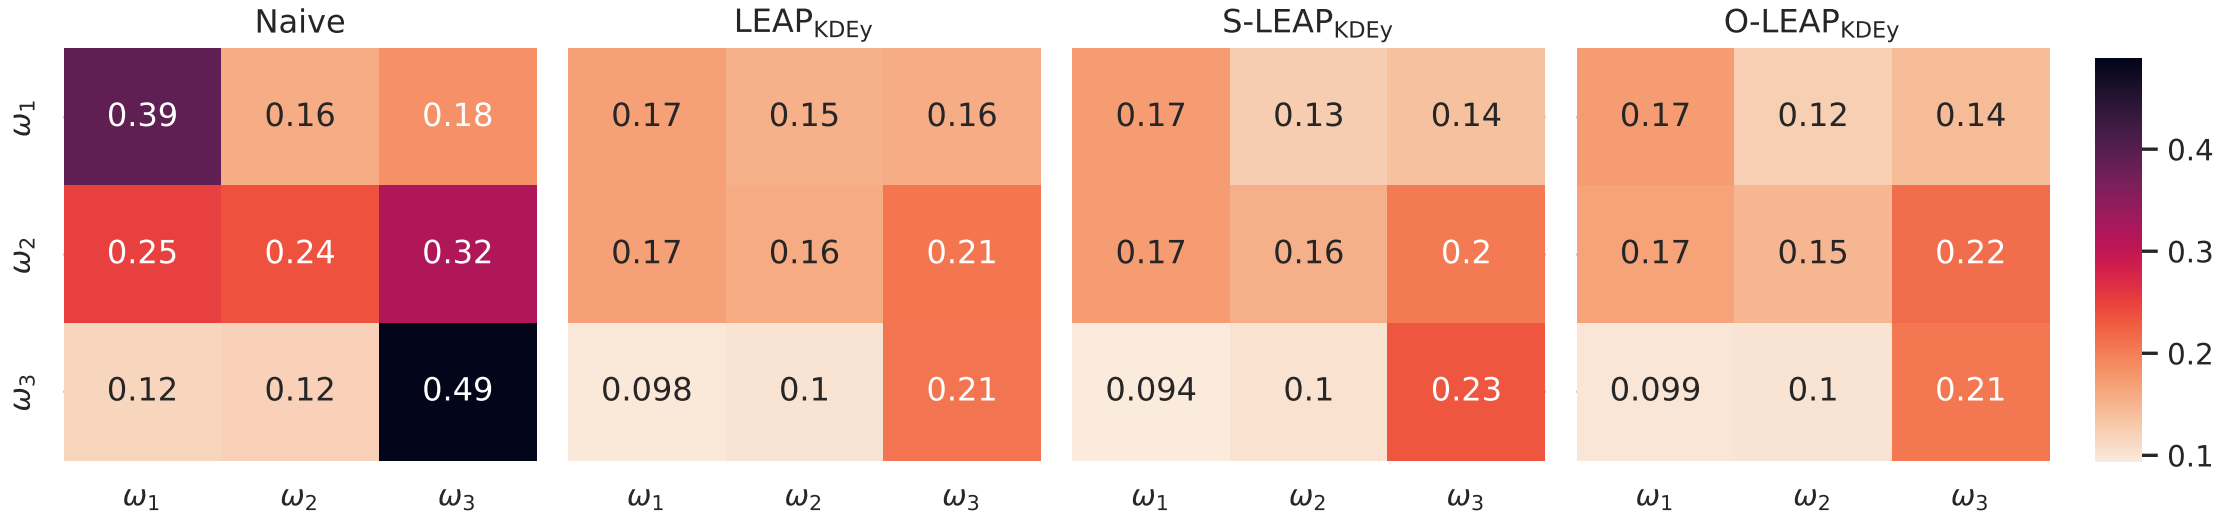 Naive LEAP_KDEy S-LEAP_KDEy O-LEAP_KDEy
ω₁ 0.39 0.16 0.18 0.17 0.15 0.16 0.17 0.13 0.14 0.17 0.12 0.14
0.4
ω₂ 0.25 0.24 0.32 0.17 0.16 0.21 0.17 0.16 0.2 0.17 0.15 0.22 0.3
0.2
ω₃ 0.12 0.12 0.49 0.098 0.1 0.21 0.094 0.1 0.23 0.099 0.1 0.21
0.1
ω₁ ω₂ ω₃ ω₁ ω₂ ω₃ ω₁ ω₂ ω₃ ω₁ ω₂ ω₃